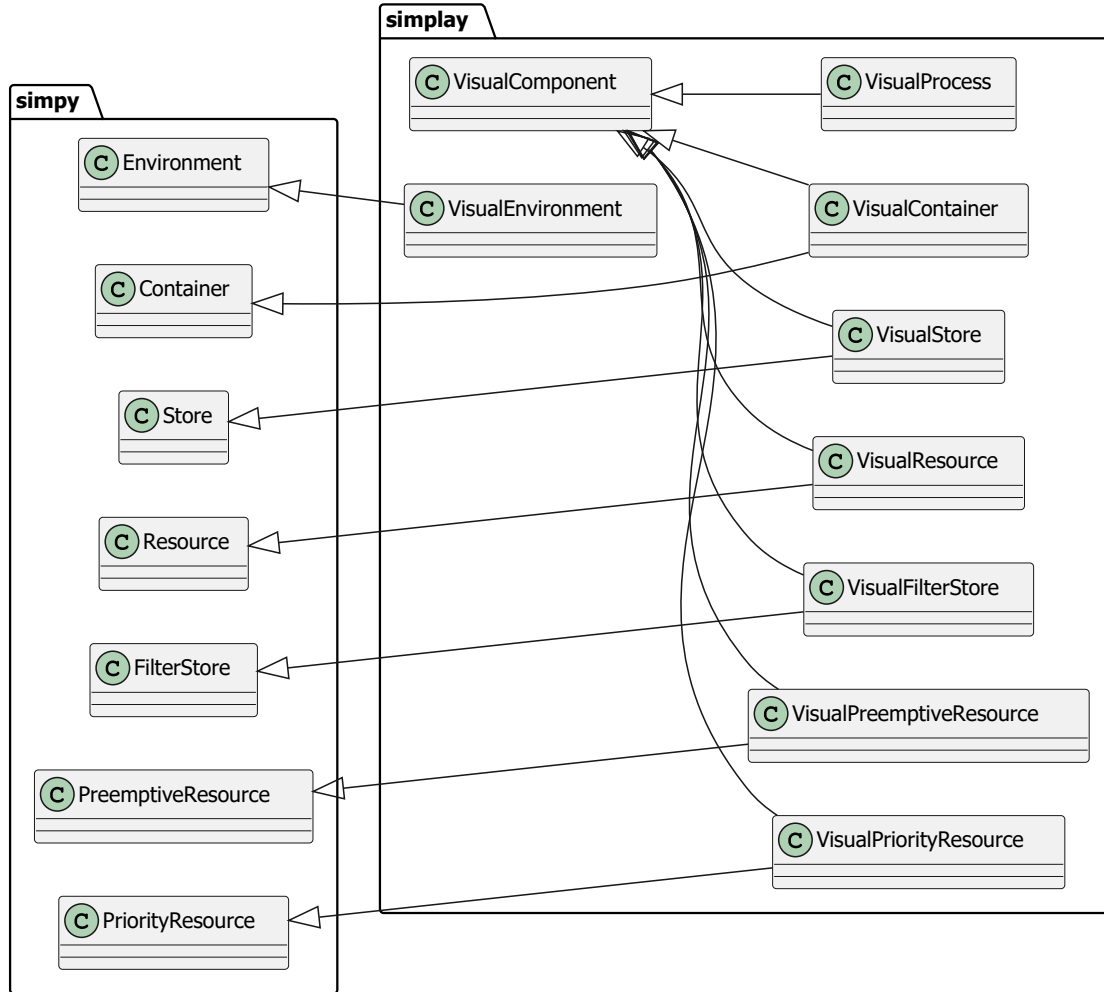 simpy
C Environment
C Container
C Store
C Resource
C FilterStore
C PreemptiveResource
C PriorityResource
simplay
C VisualComponent
C VisualProcess
C VisualEnvironment
C VisualContainer
C VisualStore
C VisualResource
C VisualFilterStore
C VisualPreemptiveResource
C VisualPriorityResource